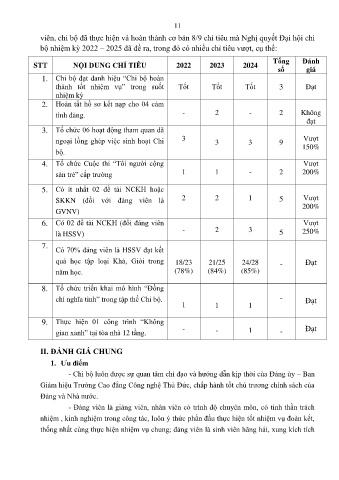 11
viên, chi bộ đã thực hiện và hoàn thành cơ bản 8/9 chỉ tiêu mà Nghị quyết Đại hội chi
bộ nhiệm kỳ 2022 – 2025 đã đề ra, trong đó có nhiều chỉ tiêu vượt, cụ thể:
STT NỘI DUNG CHỈ TIÊU 2022 2023 2024 Tổng số Đánh giá
1. Chi bộ đạt danh hiệu “Chi bộ hoàn
thành tốt nhiệm vụ” trong suốt Tốt Tốt Tốt 3 Đạt
nhiệm kỳ
2. Hoàn tất hồ sơ kết nạp cho 04 cảm
tình đảng. - 2 - 2 Không
đạt
3. Tổ chức 06 hoạt động tham quan dã
ngoại lồng ghép việc sinh hoạt Chi 3 3 3 9 Vượt
bộ. 150%
4. Tổ chức Cuộc thi “Tôi người cộng Vượt
sản trẻ” cấp trường 1 1 - 2 200%
5. Có ít nhất 02 đề tài NCKH hoặc
SKKN (đối với đảng viên là 2 2 1 5 Vượt
GVNV) 200%
6. Có 02 đề tài NCKH (đối đảng viên Vượt
là HSSV) - 2 3 5 250%
7. Có 70% đảng viên là HSSV đạt kết
quả học tập loại Khá, Giỏi trong 18/23 21/25 24/28 - Đạt
năm học. (78%) (84%) (85%)
8. Tổ chức triển khai mô hình “Đồng
chí nghĩa tình” trong tập thể Chi bộ. - Đạt
1 1 1
9. Thực hiện 01 công trình “Không
gian xanh” tại tòa nhà 12 tầng. - - 1 - Đạt
II. ĐÁNH GIÁ CHUNG
1. Ưu điểm
- Chi bộ luôn được sự quan tâm chỉ đạo và hướng dẫn kịp thời của Đảng ủy – Ban
Giám hiệu Trường Cao đẳng Công nghệ Thủ Đức, chấp hành tốt chủ trương chính sách của
Đảng và Nhà nước.
- Đảng viên là giảng viên, nhân viên có trình độ chuyên môn, có tinh thần trách
nhiệm , kinh nghiệm trong công tác, luôn ý thức phấn đấu thực hiện tốt nhiệm vụ đoàn kết,
thống nhất cùng thực hiện nhiệm vụ chung; đảng viên là sinh viên hăng hái, xung kích tích